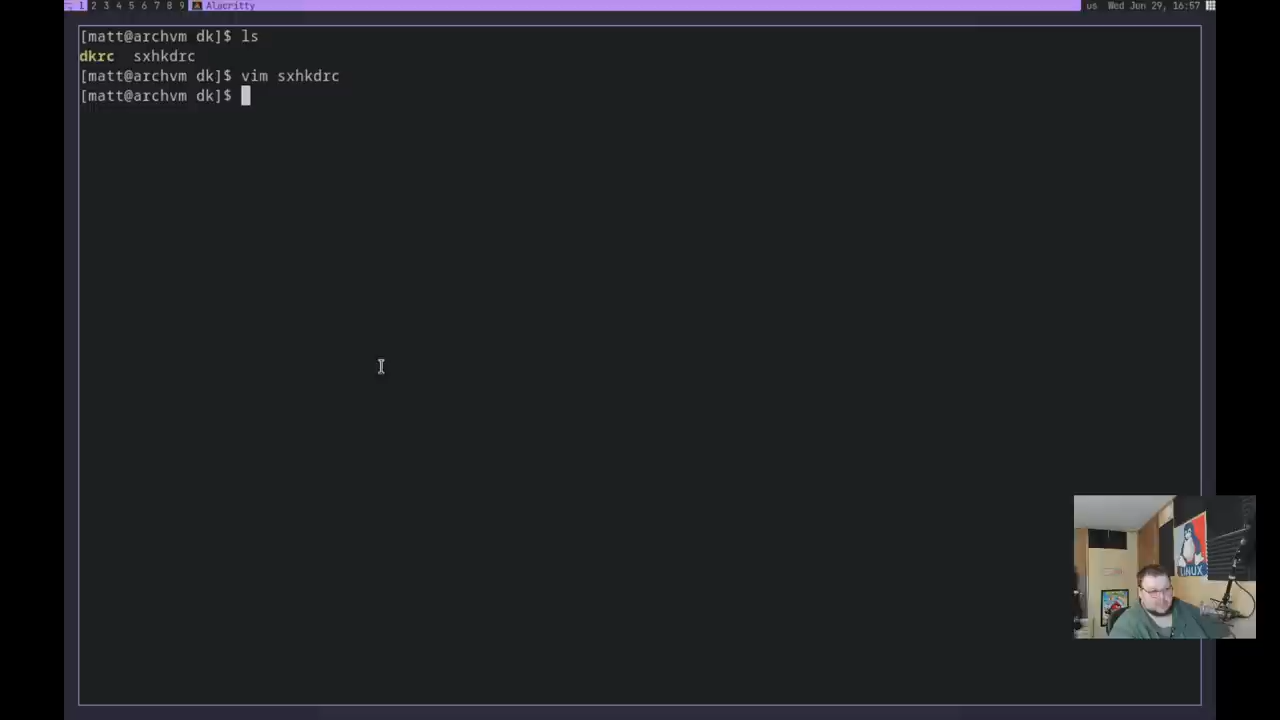 1 2 3 4 5 6 7 8 9 Alacritty us Wed Jun 29, 16:57
[matt@archvm dk]$ ls
dkrc sxhkdrc
[matt@archvm dk]$ vim sxhkdrc
[matt@archvm dk]$
LINUX